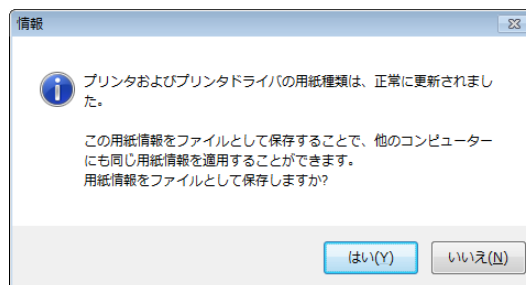 情報
プリンタおよびプリンタドライバの用紙種類は、正常に更新されまし
た。
この用紙情報をファイルとして保存することで、他のコンピューター
にも同じ用紙情報を適用することができます。
用紙情報をファイルとして保存しますか?
はい(Y)
いいえ(N)